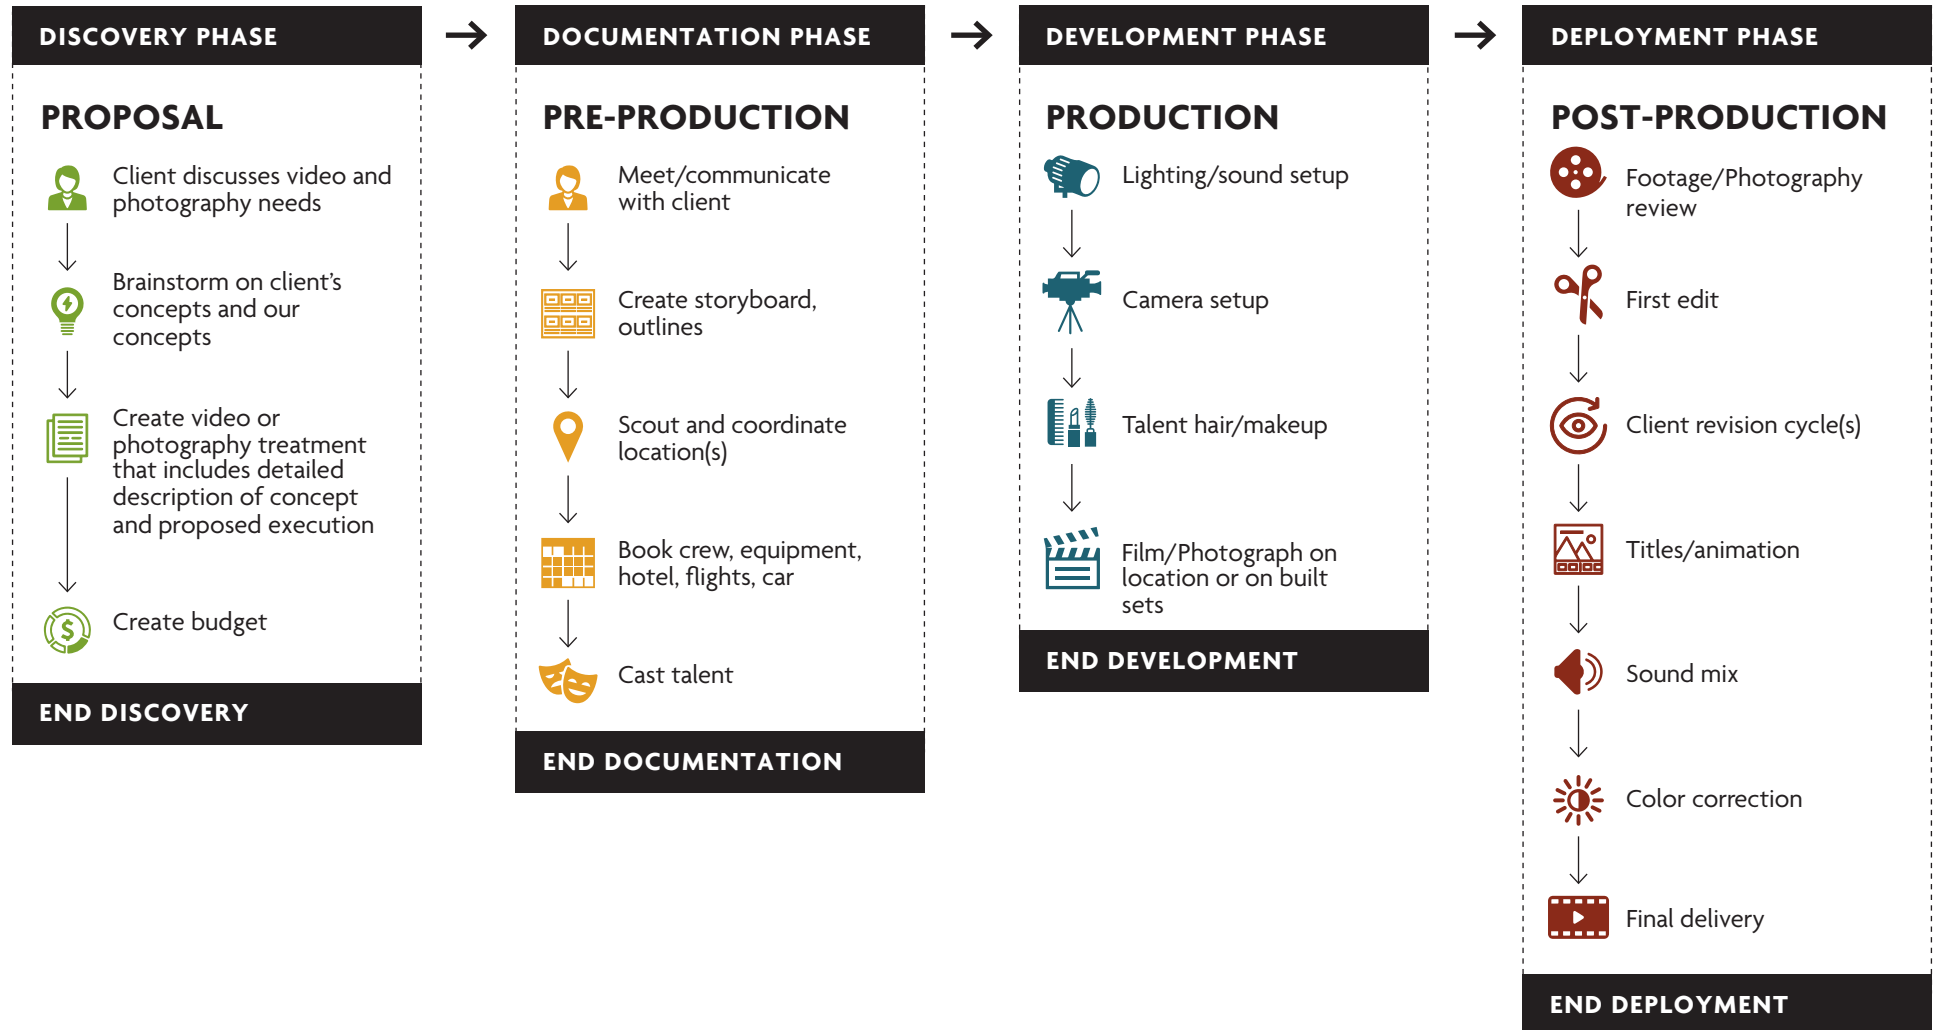 DISCOVERY PHASE
PROPOSAL
Client discusses video and
photography needs
Brainstorm on client’s
concepts and our
concepts
Create video or
photography treatment
that includes detailed
description of concept
and proposed execution
$
Create budget
END DISCOVERY
DOCUMENTATION PHASE
PRE-PRODUCTION
Meet/communicate
with client
Create storyboard,
outlines
Scout and coordinate
location(s)
Book crew, equipment,
hotel, flights, car
Cast talent
END DOCUMENTATION
DEVELOPMENT PHASE
PRODUCTION
Lighting/sound setup
Camera setup
Talent hair/makeup
Film/Photograph on
location or on built
sets
END DEVELOPMENT
DEPLOYMENT PHASE
POST-PRODUCTION
Footage/Photography
review
First edit
Client revision cycle(s)
Titles/animation
Sound mix
Color correction
Final delivery
END DEPLOYMENT